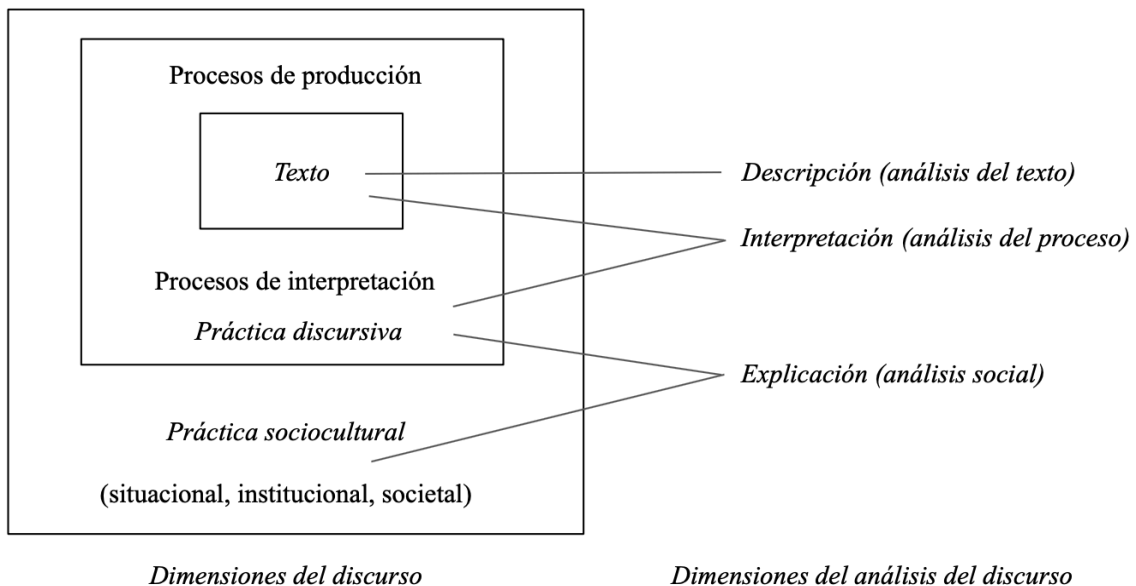 Procesos de producción
Texto
Descripción (análisis del texto)
Interpretación (análisis del proceso)
Procesos de interpretación
Práctica discursiva
Explicación (análisis social)
Práctica sociocultural
(situacional, institucional, societal)
Dimensiones del discurso
Dimensiones del análisis del discurso